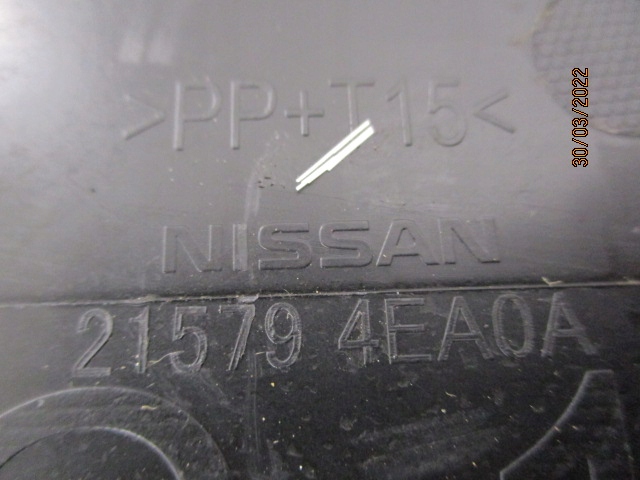 >PP+T15<
30/03/2022
NISSAN
21579 4EA0A